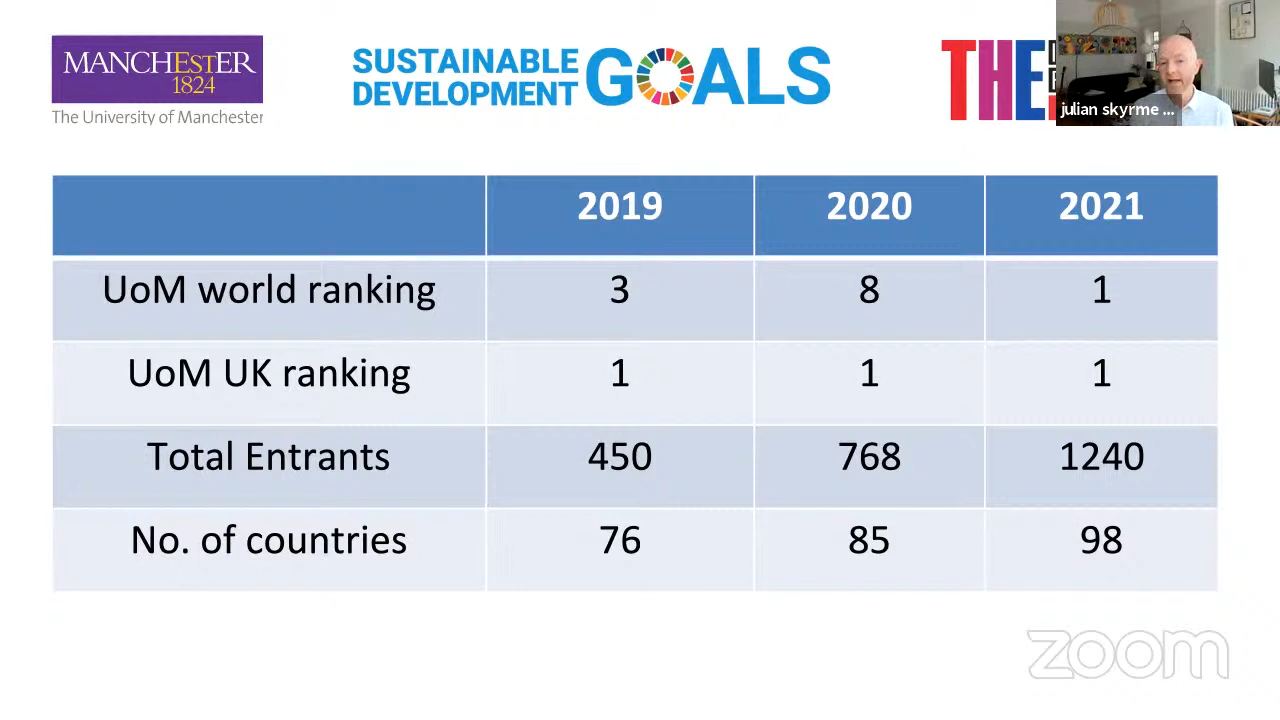 MANCHEstER
1824
The University of Manchester
SUSTAINABLE
DEVELOPMENT
GOALS
THE
julian skyrme ...
2019 2020 2021
UoM world ranking 3 8 1
UoM UK ranking 1 1 1
Total Entrants 450 768 1240
No. of countries 76 85 98
zoom